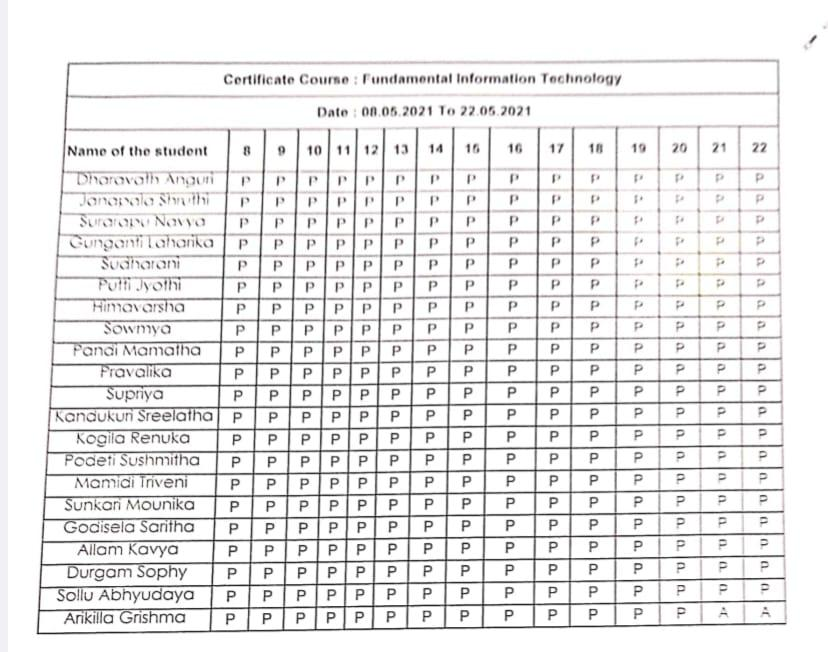 Certificate Course : Fundamental Information Technology
Date : 08.05.2021 To 22.05.2021
Name of the student 8 9 10 11 12 13 14 15 16 17 18 19 20 21 22
Dharavath Anguri P P P P P P P P P P P P P P P
Janapala Shruthi P P P P P P P P P P P P P P P
Surarapu Navya P P P P P P P P P P P P P P P
Gunganti Laharika P P P P P P P P P P P P P P P
Sudharani P P P P P P P P P P P P P P P
Putti Jyothi P P P P P P P P P P P P P P P
Himavarsha P P P P P P P P P P P P P P P
Sowmya P P P P P P P P P P P P P P P
Pandi Mamatha P P P P P P P P P P P P P P P
Pravalika P P P P P P P P P P P P P P P
Supriya P P P P P P P P P P P P P P P
Kandukuri Sreelatha P P P P P P P P P P P P P P P
Kogila Renuka P P P P P P P P P P P P P P P
Podeti Sushmitha P P P P P P P P P P P P P P P
Mamidi Triveni P P P P P P P P P P P P P P P
Sunkari Mounika P P P P P P P P P P P P P P P
Godisela Saritha P P P P P P P P P P P P P P P
Allam Kavya P P P P P P P P P P P P P P P
Durgam Sophy P P P P P P P P P P P P P P P
Sollu Abhyudaya P P P P P P P P P P P P P P P
Arikilla Grishma P P P P P P P P P P P P P A A